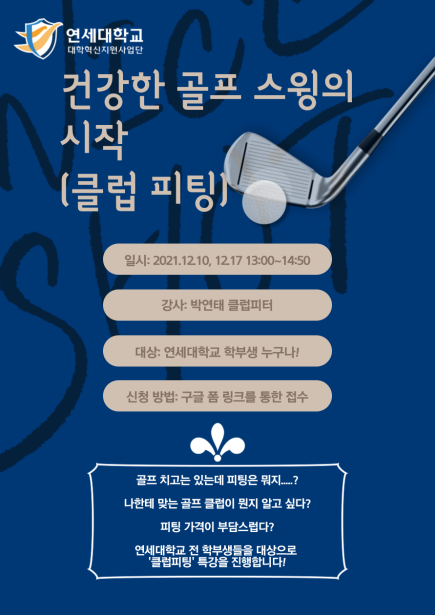 연세대학교
대학혁신지원사업단
건강한 골프 스윙의
시작
(클럽 피팅)
NICE
SHOT
일시: 2021.12.10, 12.17 13:00~14:50
강사: 박연태 클럽피터
대상: 연세대학교 학부생 누구나!
신청 방법: 구글 폼 링크를 통한 접수
골프 치고는 있는데 피팅은 뭐지.....?
나한테 맞는 골프 클럽이 뭔지 알고 싶다?
피팅 가격이 부담스럽다?
연세대학교 전 학부생들을 대상으로
'클럽피팅' 특강을 진행합니다!